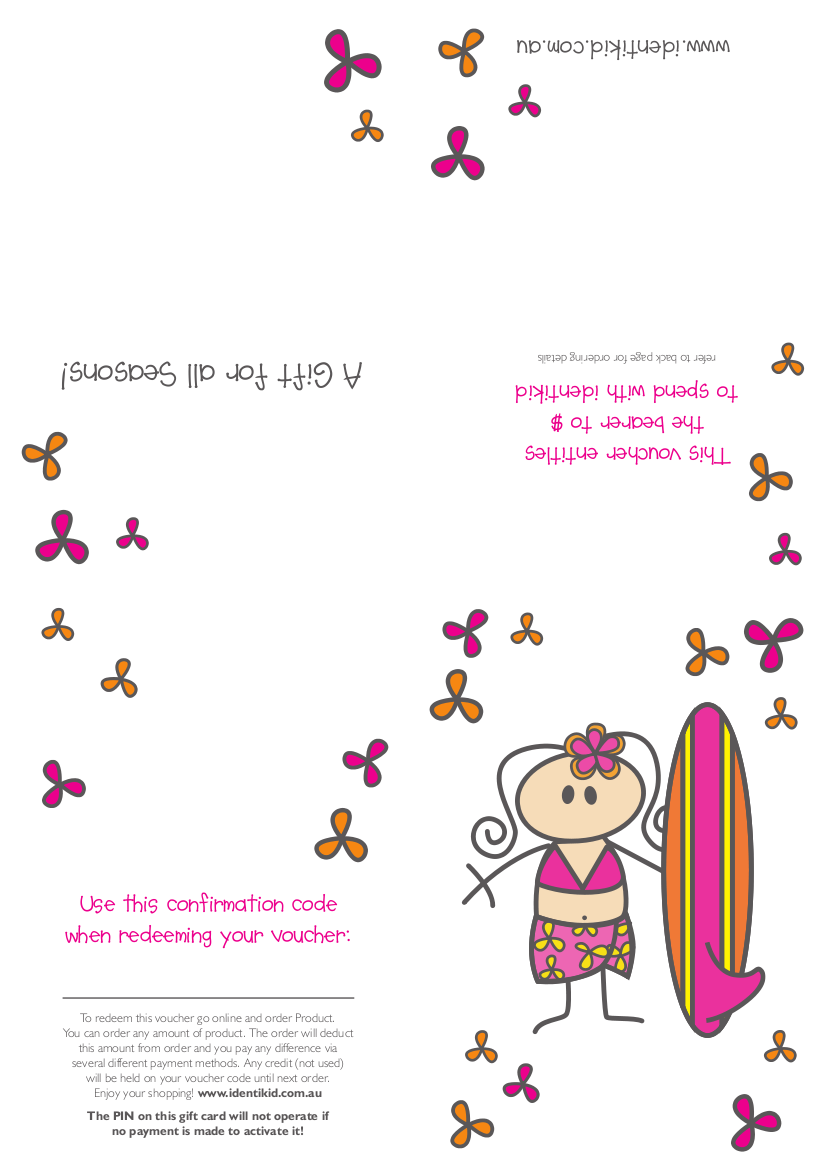 www.identikid.com.au
A Gift for all Seasons!
This voucher entitles
the bearer to $
to spend with identikid
refer to back page for ordering details
Use this confirmation code
when redeeming your voucher:
To redeem this voucher go online and order Product.
You can order any amount of product. The order will deduct
this amount from order and you pay any difference via
several different payment methods. Any credit (not used)
will be held on your voucher code until next order.
Enjoy your shopping! www.identikid.com.au
The PIN on this gift card will not operate if
no payment is made to activate it!